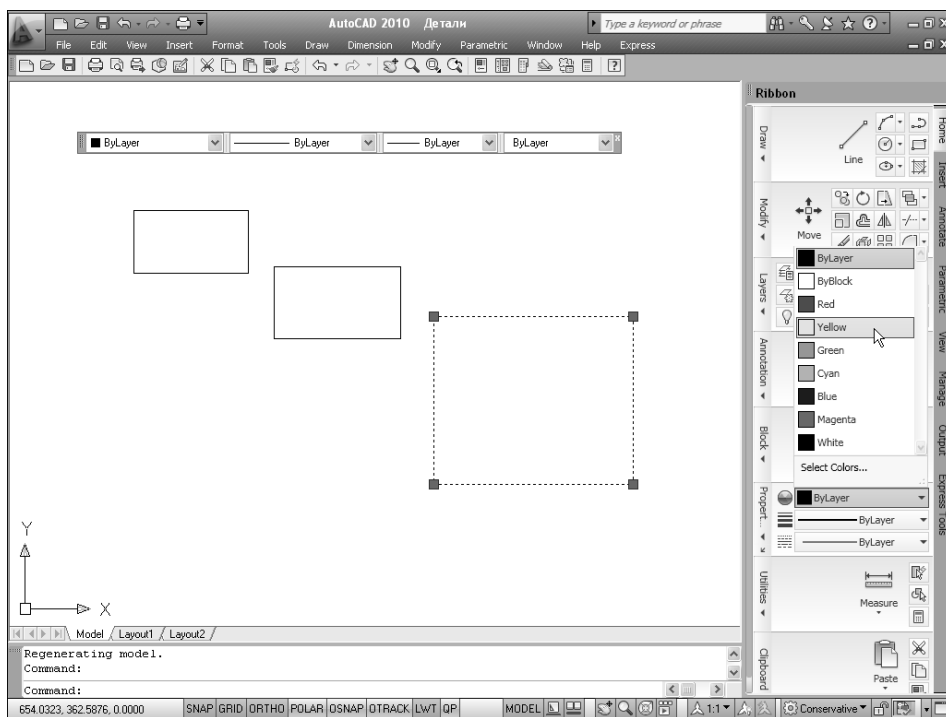 AutoCAD 2010 Детали
Type a keyword or phrase
File Edit View Insert Format Tools Draw Dimension Modify Parametric Window Help Express
Ribbon
ByLayer ByLayer ByLayer ByLayer
Draw
Line
Modify
Move
Layers
ByLayer
ByBlock
Red
Yellow
Green
Cyan
Blue
Magenta
White
Select Colors...
Annotation
Block
Propert...
ByLayer
ByLayer
ByLayer
Utilities
Measure
Clipboard
Paste
Home
Insert
Annotate
Parametric
View
Manage
Output
Express Tools
Y
X
Model Layout1 Layout2
Regenerating model.
Command:
Command:
654.0323, 362.5876, 0.0000 SNAP GRID ORTHO POLAR OSNAP OTRACK LWT QP MODEL 1:1 Conservative